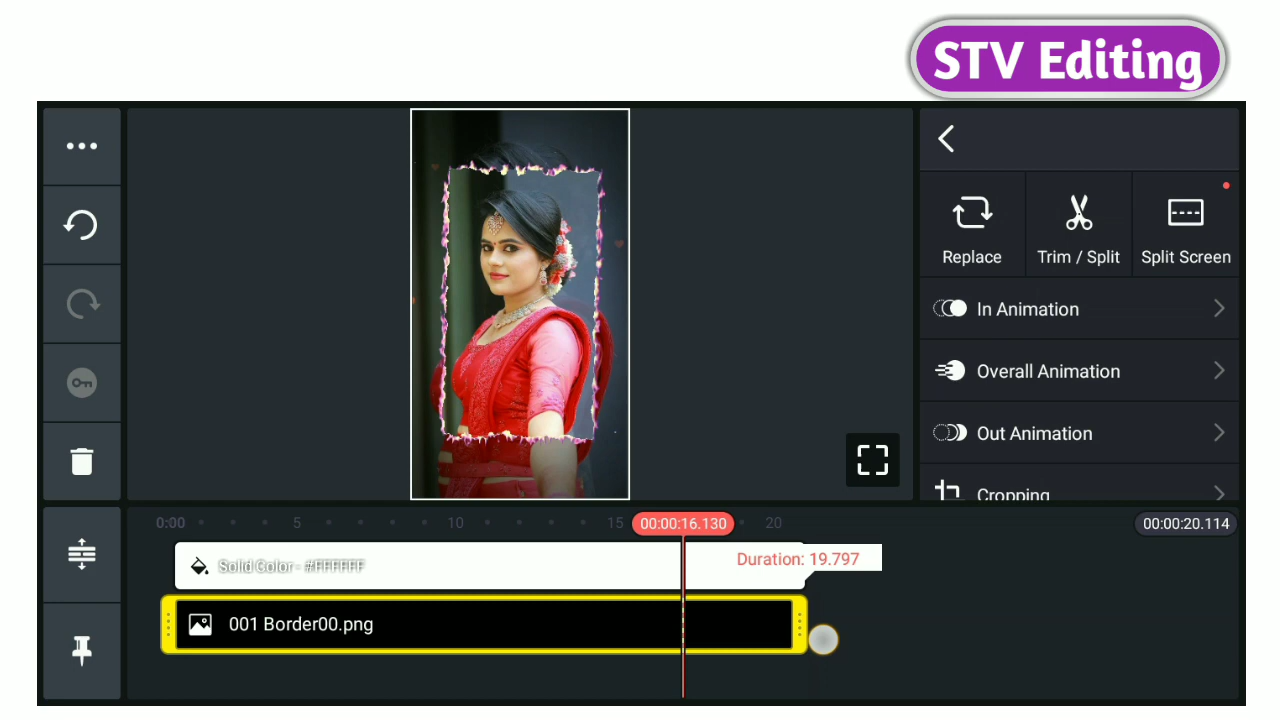 STV Editing
Replace
Trim / Split
Split Screen
In Animation
Overall Animation
Out Animation
Cropping
0:00
5
10
15
00:00:16.130
20
00:00:20.114
Solid Color - #FFFFFF
Duration: 19.797
001 Border00.png